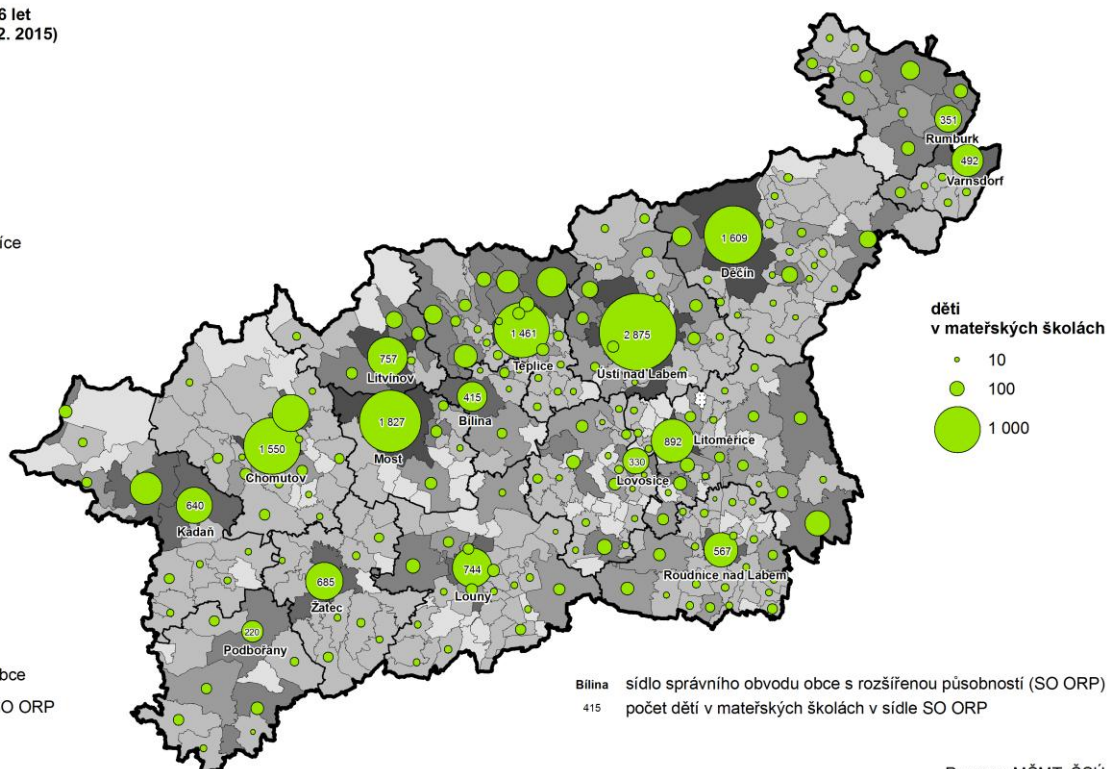 6 let
2. 2015)
351
Rumburk
492
Varnsdorf
íce
1 609
Děčín
děti
v mateřských školách
10
100
1 000
2 875
Ústí nad Labem
1 461
Teplice
757
Litvínov
415
Bílina
1 827
Most
892
Litoměřice
330
Lovosice
1 550
Chomutov
640
Kadaň
567
Roudnice nad Labem
744
Louny
685
Žatec
220
Podbořany
bce
SO ORP
Bílina sídlo správního obvodu obce s rozšířenou působností (SO ORP)
415 počet dětí v mateřských školách v sídle SO ORP